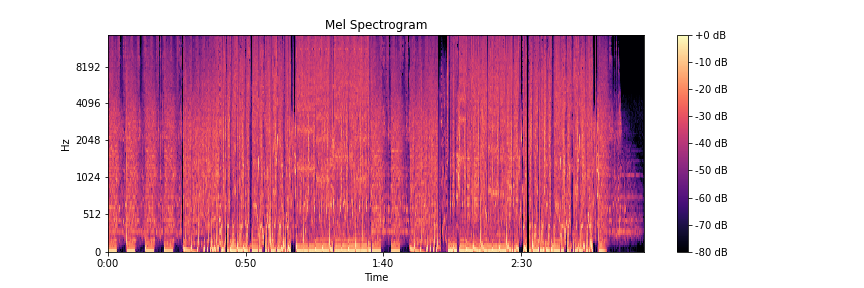 Mel Spectrogram
Hz
8192
4096
2048
1024
512
0
0:00
0:50
1:40
2:30
Time
+0 dB
-10 dB
-20 dB
-30 dB
-40 dB
-50 dB
-60 dB
-70 dB
-80 dB